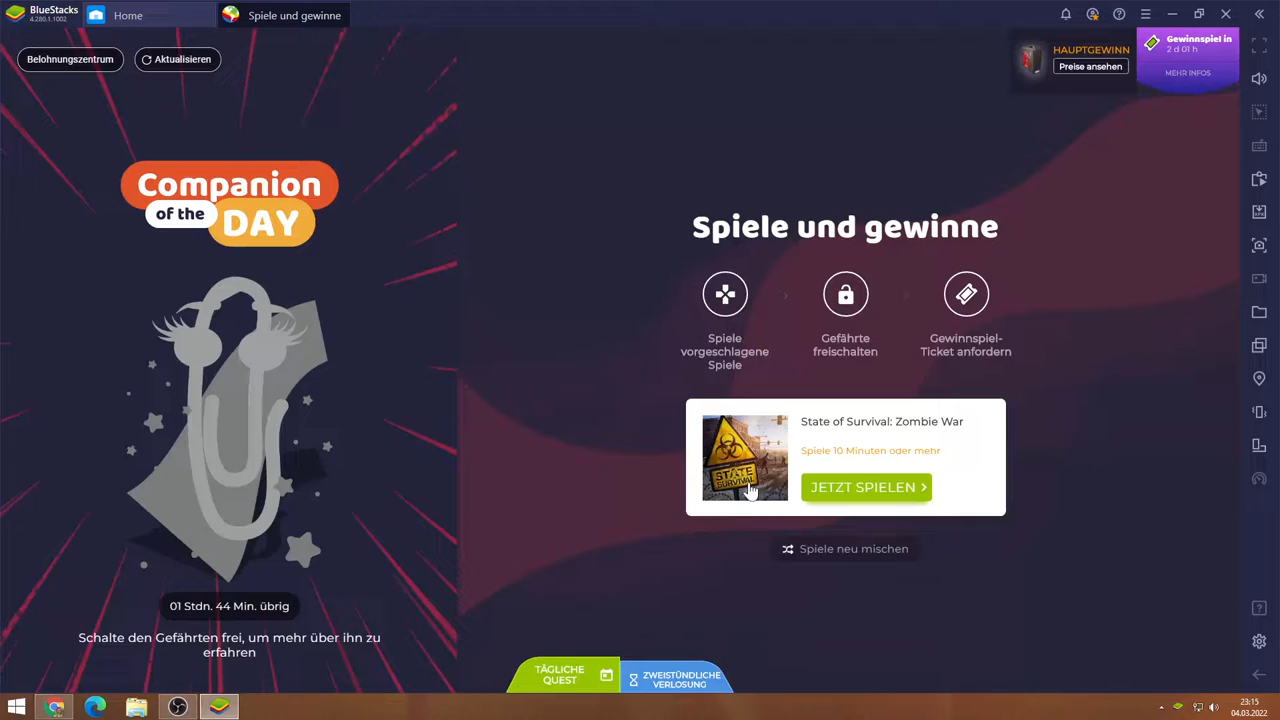 BlueStacks
4.280.1.1002
Home
Spiele und gewinne
Belohnungszentrum
Aktualisieren
HAUPTGEWINN
Preise ansehen
Gewinnspiel in
2 d 01 h
MEHR INFOS
Companion
of the
DAY
01 Stdn. 44 Min. übrig
Schalte den Gefährten frei, um mehr über ihn zu
erfahren
Spiele und gewinne
Spiele
vorgeschlagene
Spiele
Gefährte
freischalten
Gewinnspiel-
Ticket anfordern
STATE
SURVIVAL
State of Survival: Zombie War
Spiele 10 Minuten oder mehr
JETZT SPIELEN
Spiele neu mischen
TÄGLICHE
QUEST
ZWEISTÜNDLICHE
VERLOSUNG
23:15
04.03.2022